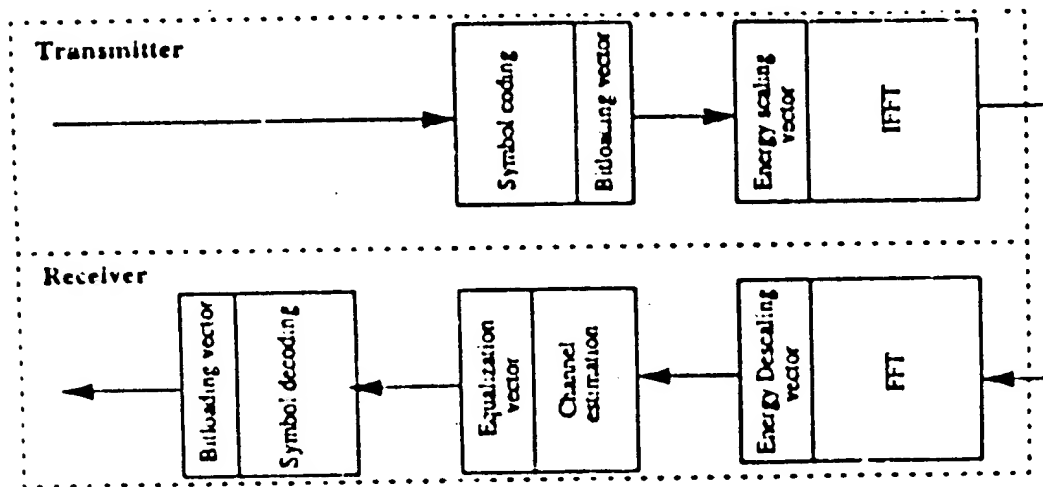 Transmitter
Symbol coding
Bitloading vector
Energy scaling
vector
IFFT
Receiver
Bitloading vector
Symbol decoding
Equalization
vector
Channel
estimation
Energy Descaling
vector
FFT